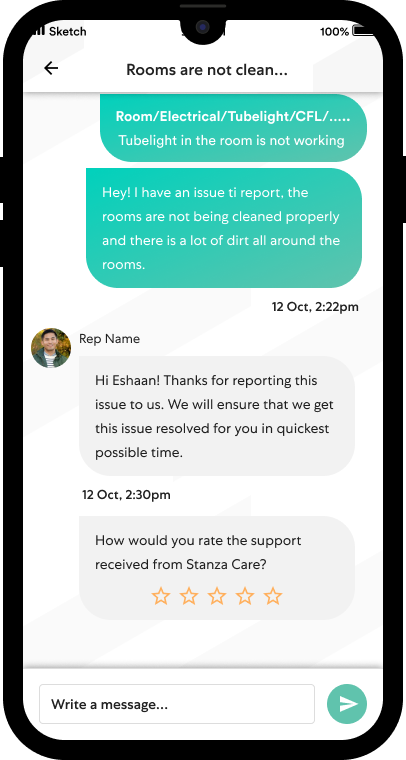 Sketch
100%
Rooms are not clean...
Room/Electrical/Tubelight/CFL/.....
Tubelight in the room is not working
Hey! I have an issue ti report, the
rooms are not being cleaned properly
and there is a lot of dirt all around the
rooms.
12 Oct, 2:22pm
Rep Name
Hi Eshaan! Thanks for reporting this
issue to us. We will ensure that we get
this issue resolved for you in quickest
possible time.
12 Oct, 2:30pm
How would you rate the support
received from Stanza Care?
Write a message...